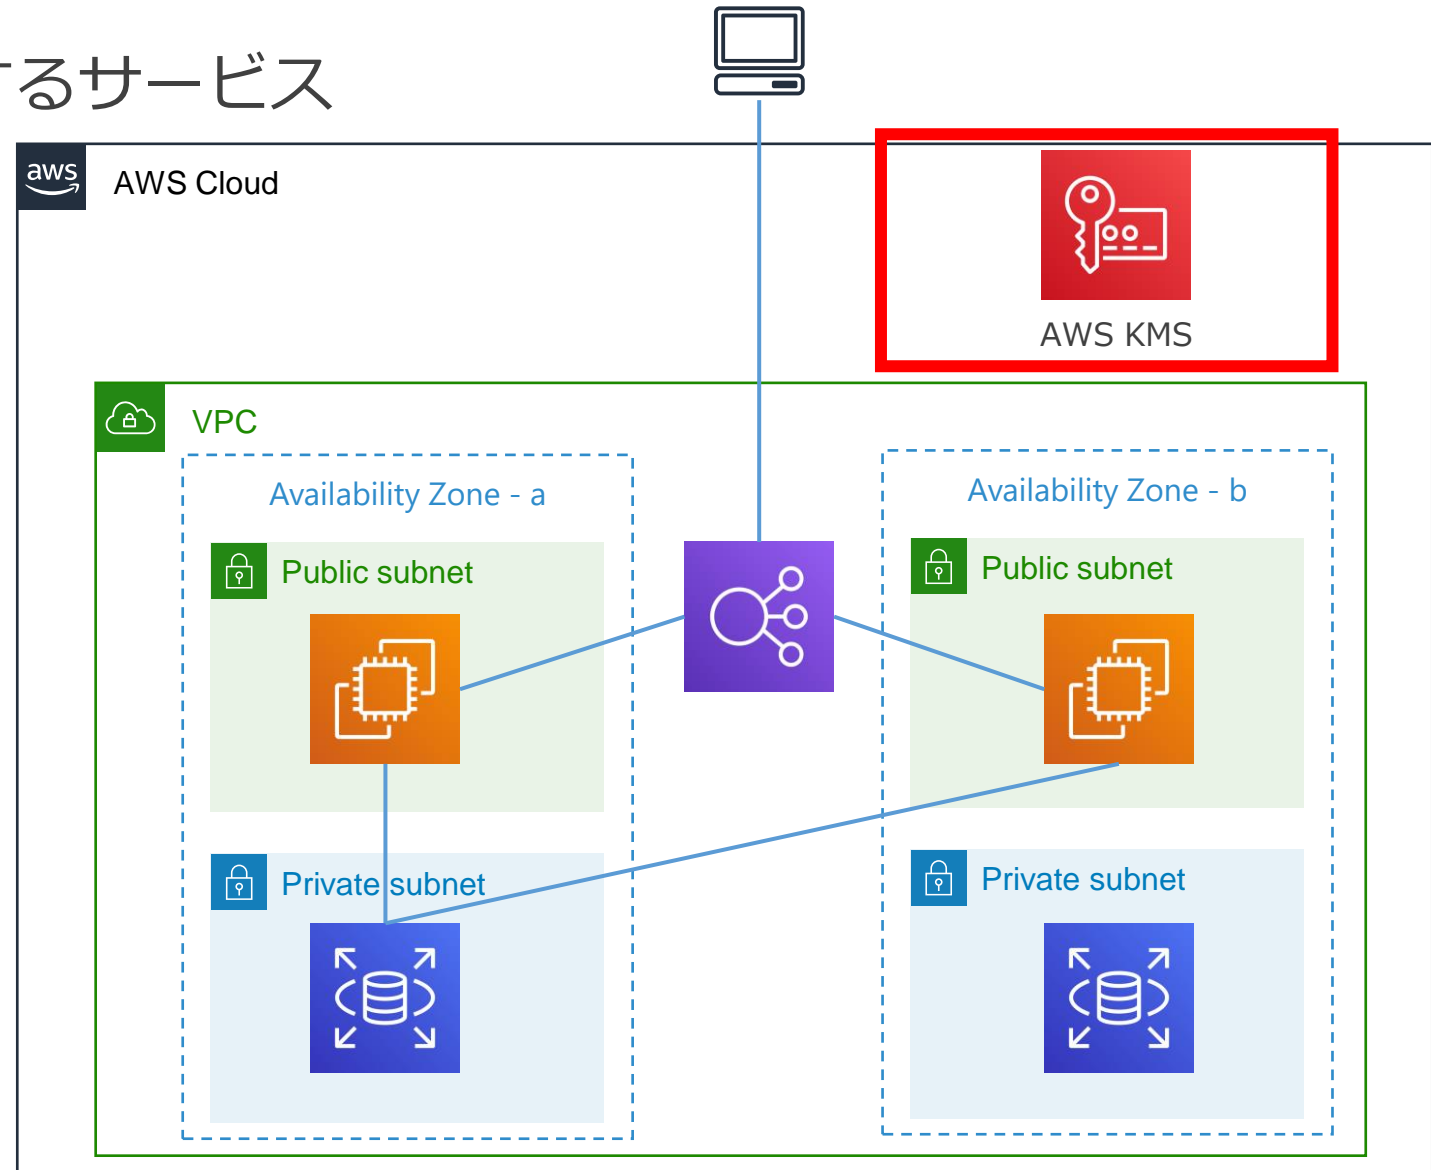 るサービス
aws
AWS Cloud
AWS KMS
VPC
Availability Zone - a
Availability Zone - b
Public subnet
Public subnet
Private subnet
Private subnet